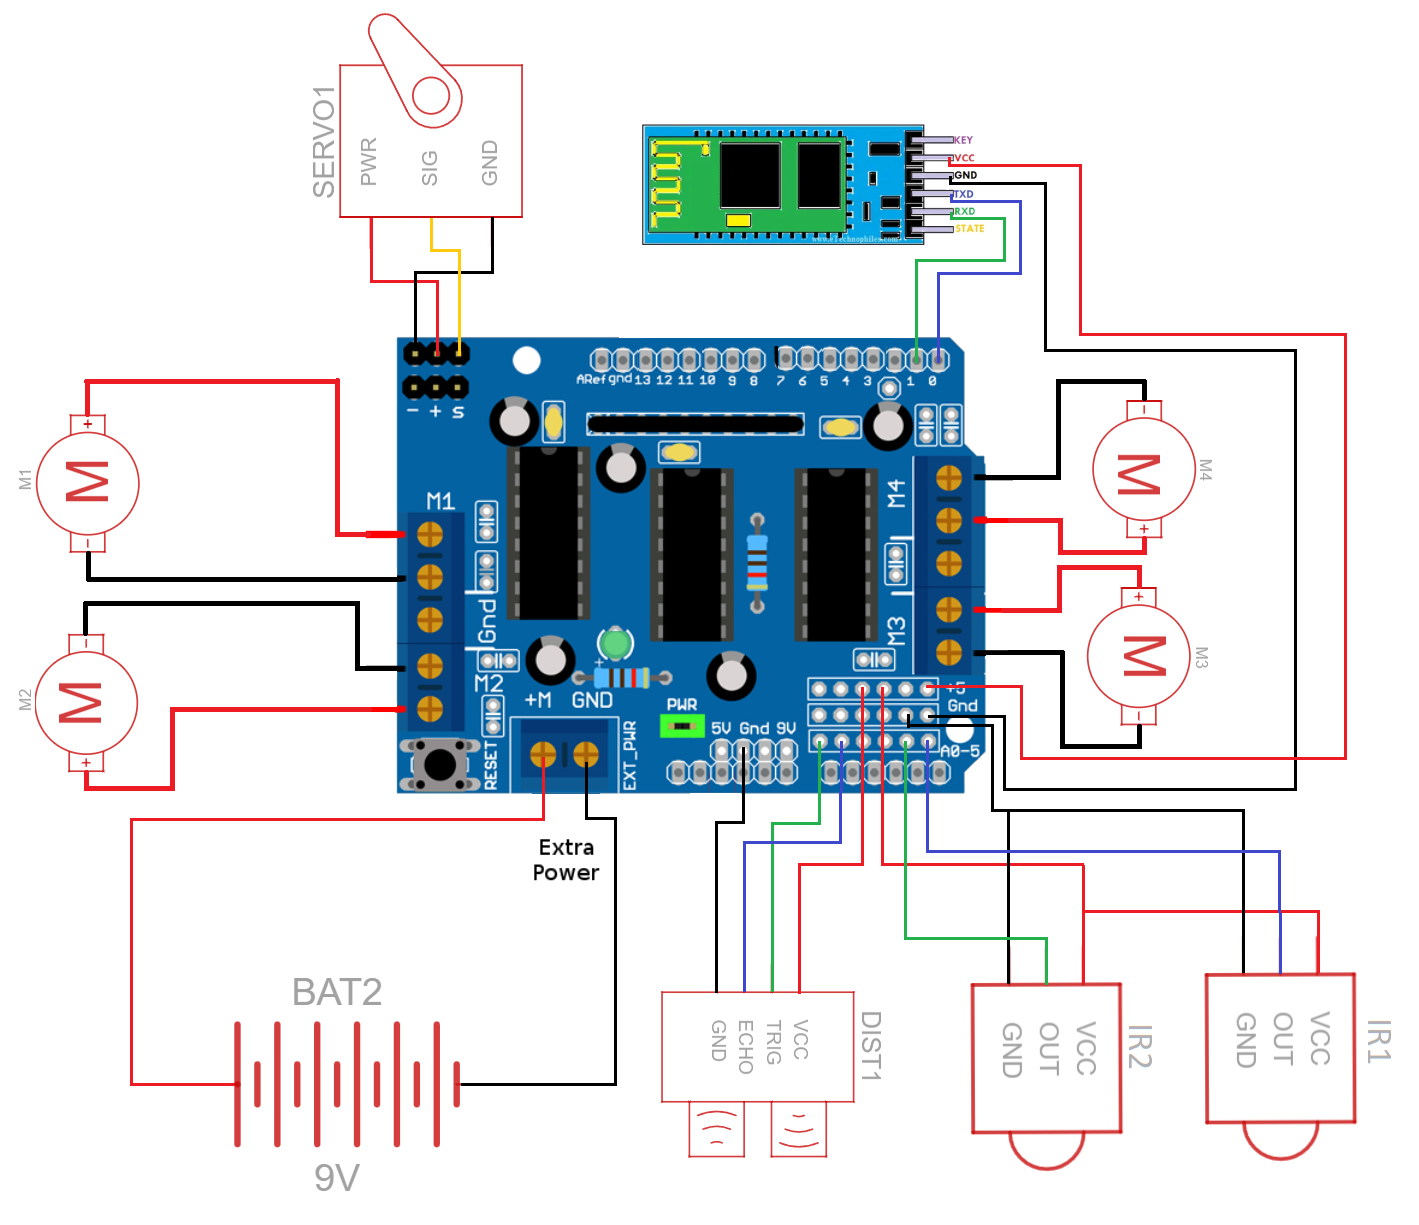 SERVO1
PWR
SIG
GND
KEY
VCC
GND
TXD
RXD
STATE
www.eTechnophiles.com
ARef gnd 13 12 11 10 9 8 7 6 5 4 3 1 0
- + S
M1
+
M
-
M1
Gnd
M2
-
M
+
M2
M4
M3
-
M
+
M4
+
M
-
M3
+M GND
+
PWR
EXT_PWR
RESET
5V Gnd 9V
+5
Gnd
A0-5
Extra
Power
BAT2
9V
GND
ECHO
TRIG
VCC
DIST1
GND
OUT
VCC
IR2
GND
OUT
VCC
IR1